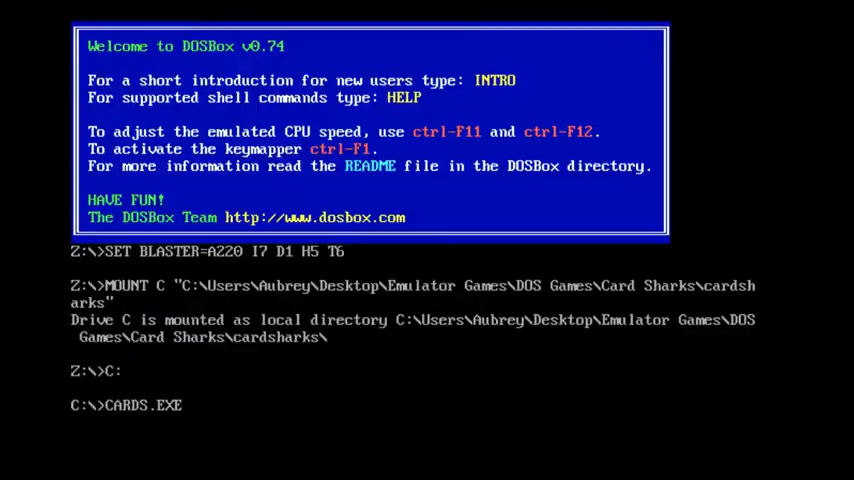 Welcome to DOSBox v0.74
For a short introduction for new users type: INTRO
For supported shell commands type: HELP
To adjust the emulated CPU speed, use ctrl-F11 and ctrl-F12.
To activate the keymapper ctrl-F1.
For more information read the README file in the DOSBox directory.
HAVE FUN!
The DOSBox Team http://www.dosbox.com
Z:\>SET BLASTER=A220 I7 D1 H5 T6
Z:\>MOUNT C "C:\Users\Aubrey\Desktop\Emulator Games\DOS Games\Card Sharks\cardsh
arks"
Drive C is mounted as local directory C:\Users\Aubrey\Desktop\Emulator Games\DOS
Games\Card Sharks\cardsharks\
Z:\>C:
C:\>CARDS.EXE